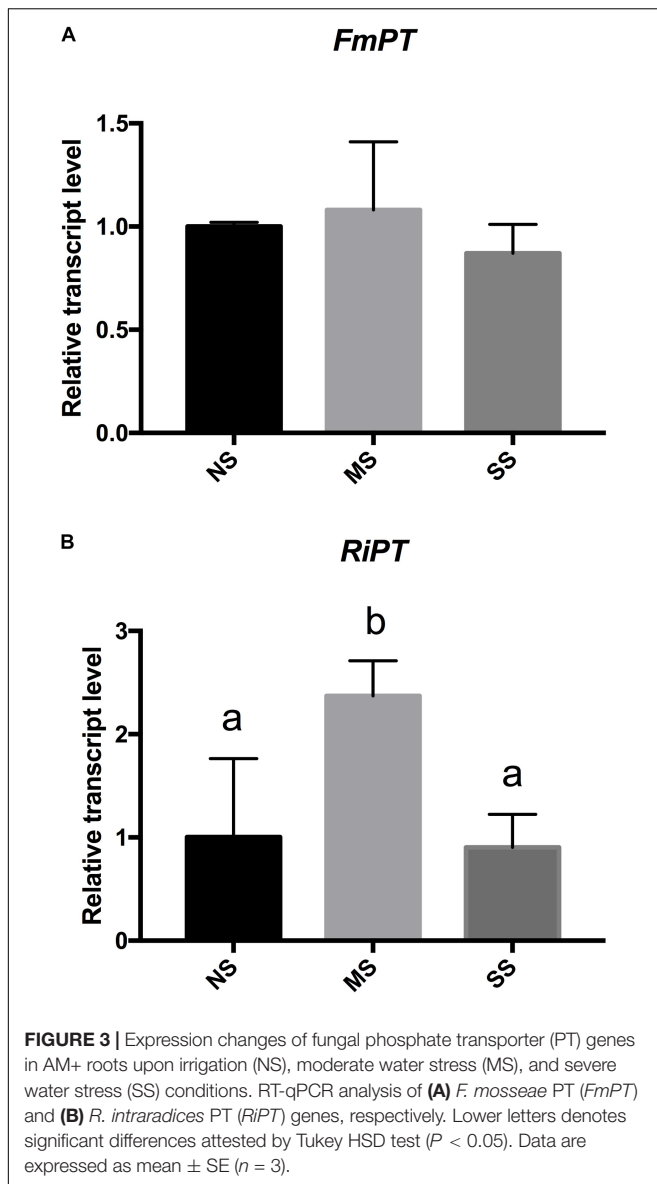 A
FmPT
Relative transcript level
1.5
1.0
0.5
0.0
NS
MS
SS
B
RiPT
Relative transcript level
3
2
1
0
a
b
a
NS
MS
SS
FIGURE 3 | Expression changes of fungal phosphate transporter (PT) genes
in AM+ roots upon irrigation (NS), moderate water stress (MS), and severe
water stress (SS) conditions. RT-qPCR analysis of (A) F. mosseae PT (FmPT)
and (B) R. intraradices PT (RiPT) genes, respectively. Lower letters denotes
significant differences attested by Tukey HSD test (P < 0.05). Data are
expressed as mean ± SE (n = 3).